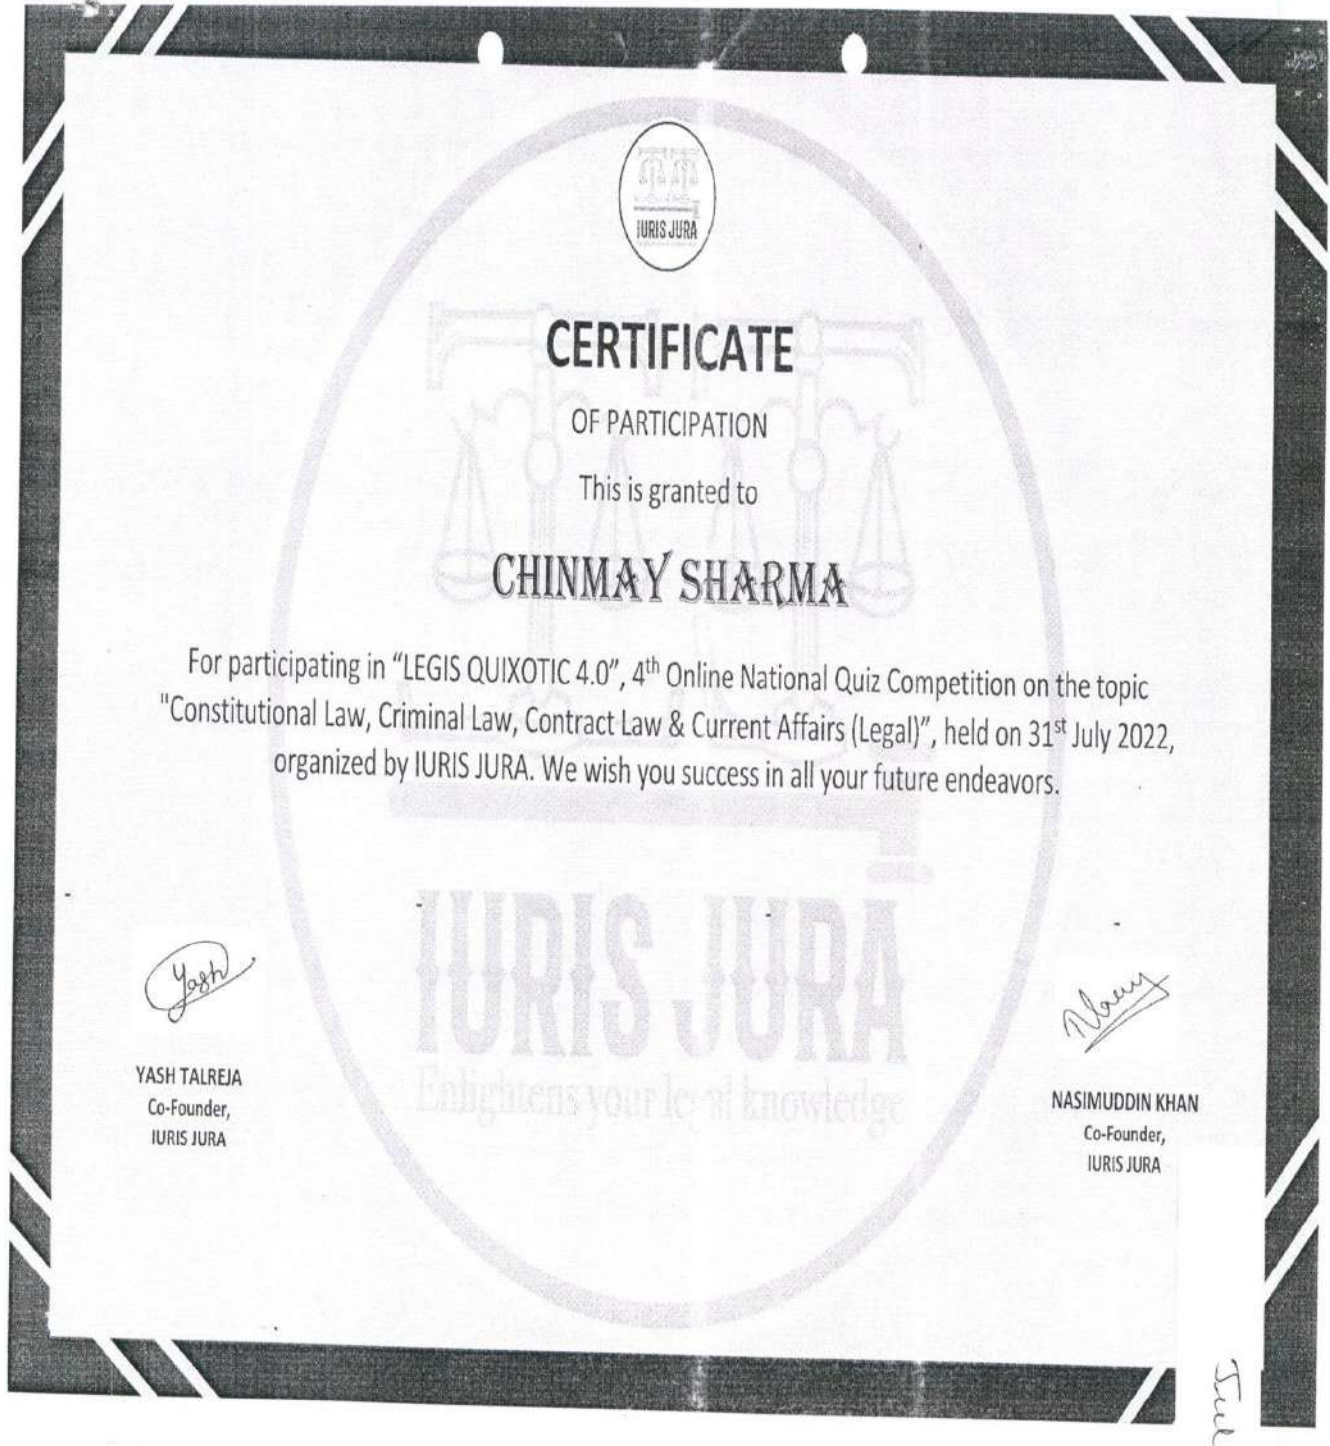 IURIS JURA
CERTIFICATE
OF PARTICIPATION
This is granted to
CHINMAY SHARMA
For participating in “LEGIS QUIXOTIC 4.0”, 4th Online National Quiz Competition on the topic
"Constitutional Law, Criminal Law, Contract Law & Current Affairs (Legal)”, held on 31st July 2022,
organized by IURIS JURA. We wish you success in all your future endeavors.
IURIS JURA
Enlightens your legal knowledge
Yash
YASH TALREJA
Co-Founder,
IURIS JURA
NASIMUDDIN KHAN
Co-Founder,
IURIS JURA